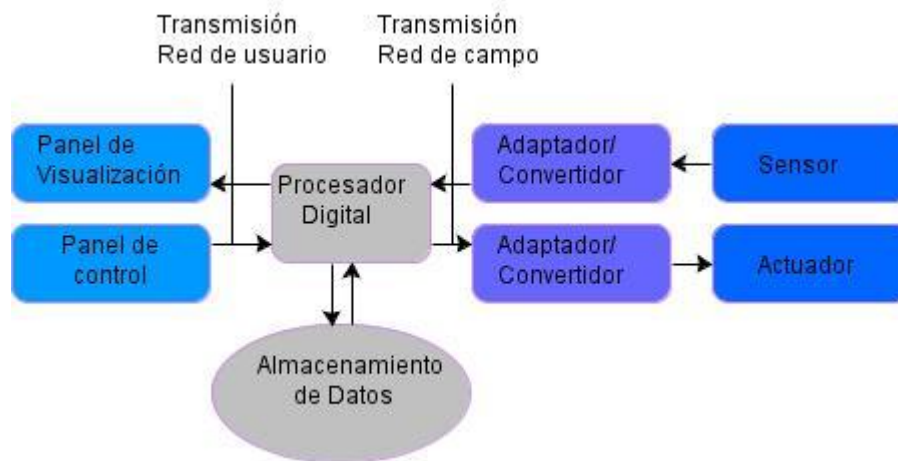 Transmisión
Red de usuario
Transmisión
Red de campo
Panel de
Visualización
Procesador
Digital
Adaptador/
Convertidor
Sensor
Panel de
control
Adaptador/
Convertidor
Actuador
Almacenamiento
de Datos